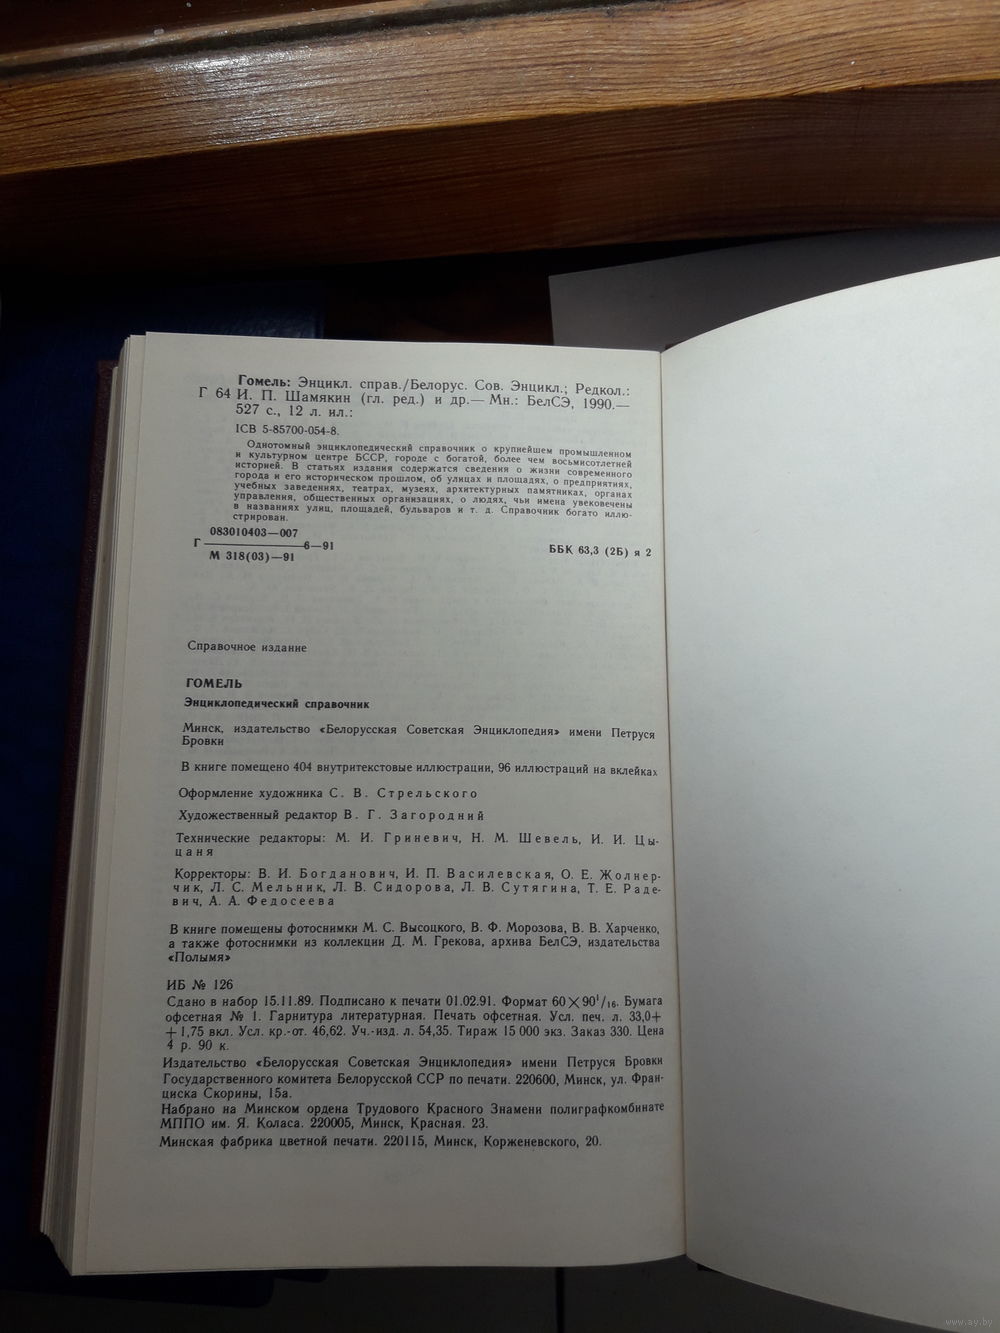 Гомель: Энцикл. справ./Белорус. Сов. Энцикл.; Редкол.:
Г 64 И. П. Шамякин (гл. ред.) и др.— Мн.: БелСЭ, 1990.—
527 с., 12 л. ил.:
ІСВ 5-85700-054-8.
Однотомный энциклопедический справочник о крупнейшем промышленном
и культурном центре БССР, городе с богатой, более чем восьмисотлетней
историей. В статьях издания содержатся сведения о жизни современного
города и его историческом прошлом, об улицах и площадях, о предприятиях,
учебных заведениях, театрах, музеях, архитектурных памятниках, органах
управления, общественных организациях, о людях, чьи имена увековечены
в названиях улиц, площадей, бульваров и т. д. Справочник богато иллю-
стрирован.
083010403—007
Г 6—91
М 318(03)—91
ББК 63,3 (2Б) я 2
Справочное издание
ГОМЕЛЬ
Энциклопедический справочник
Минск, издательство «Белорусская Советская Энциклопедия» имени Петруся
Бровки
В книге помещено 404 внутритекстовые иллюстрации, 96 иллюстраций на вклейках
Оформление художника С. В. Стрельского
Художественный редактор В. Г. Загородний
Технические редакторы: М. И. Гриневич, Н. М. Шевель, И. И. Цы-
цаня
Корректоры: В. И. Богданович, И. П. Василевская, О. Е. Жолнер-
чик, Л. С. Мельник, Л. В. Сидорова, Л. В. Сутягина, Т. Е. Раде-
вич, А. А. Федосеева
В книге помещены фотоснимки М. С. Высоцкого, В. Ф. Морозова, В. В. Харченко,
а также фотоснимки из коллекции Д. М. Грекова, архива БелСЭ, издательства
«Полымя»
ИБ № 126
Сдано в набор 15.11.89. Подписано к печати 01.02.91. Формат 60×90¹/₁₆. Бумага
офсетная № 1. Гарнитура литературная. Печать офсетная. Усл. печ. л. 33,0+
+1,75 вкл. Усл. кр.-от. 46,62. Уч.-изд. л. 54,35. Тираж 15 000 экз. Заказ 330. Цена
4 р. 90 к.
Издательство «Белорусская Советская Энциклопедия» имени Петруся Бровки
Государственного комитета Белорусской ССР по печати. 220600, Минск, ул. Фран-
циска Скорины, 15а.
Набрано на Минском ордена Трудового Красного Знамени полиграфкомбинате
МППО им. Я. Коласа. 220005, Минск, Красная. 23.
Минская фабрика цветной печати. 220115, Минск, Корженевского, 20.
www.ay.by